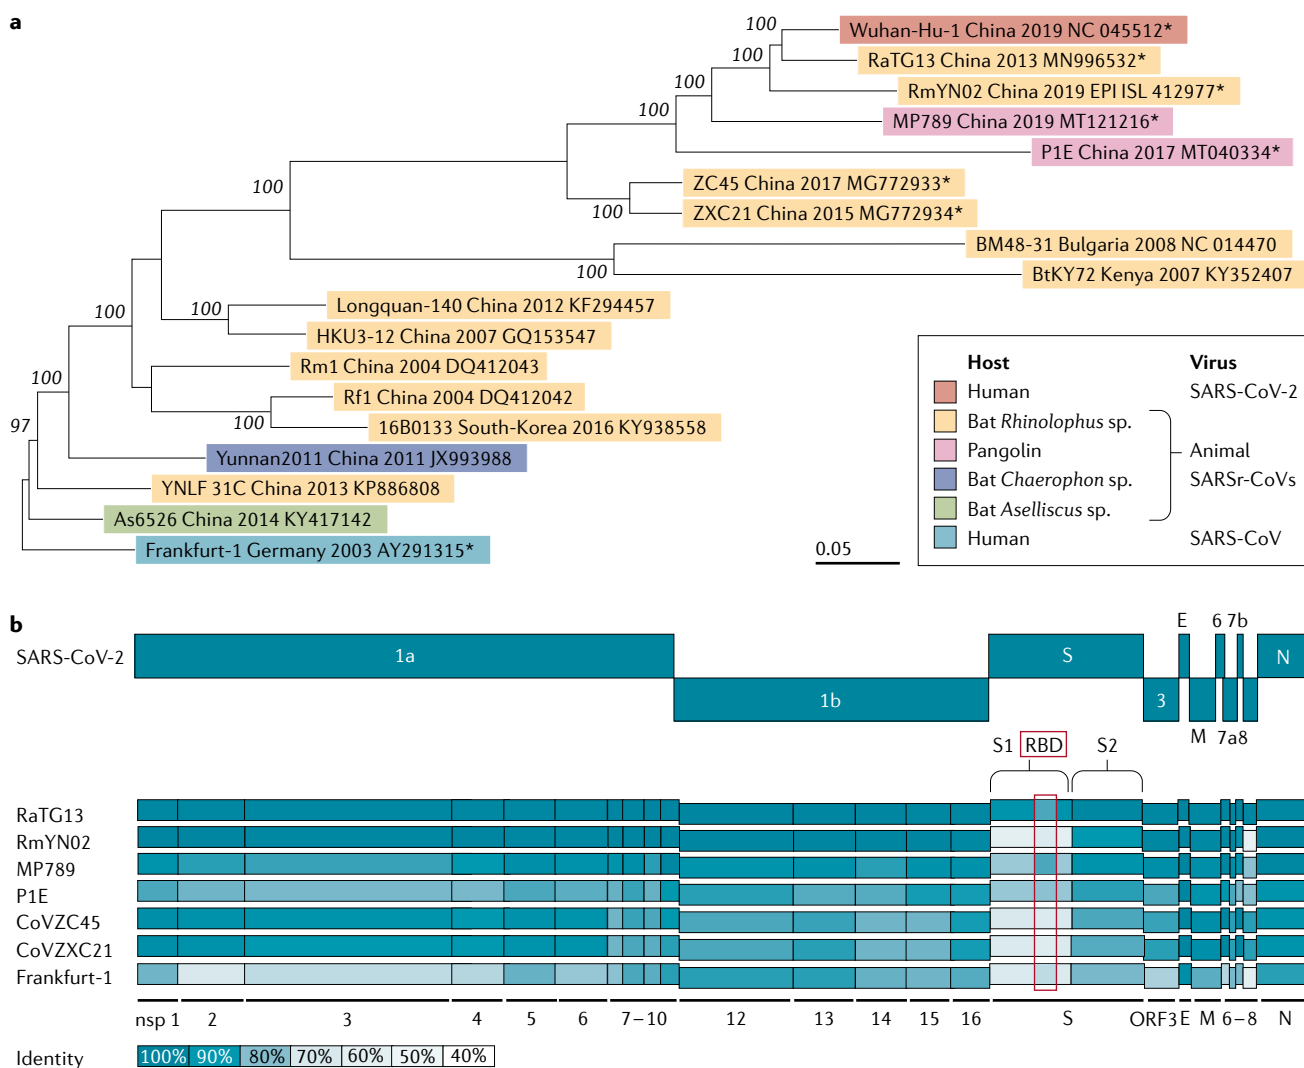 a
100
Wuhan-Hu-1 China 2019 NC 045512*
100
RaTG13 China 2013 MN996532*
100
RmYN02 China 2019 EPI ISL 412977*
100
MP789 China 2019 MT121216*
P1E China 2017 MT040334*
100
ZC45 China 2017 MG772933*
100
ZXC21 China 2015 MG772934*
BM48-31 Bulgaria 2008 NC 014470
100
BtKY72 Kenya 2007 KY352407
100
100
Longquan-140 China 2012 KF294457
HKU3-12 China 2007 GQ153547
Rm1 China 2004 DQ412043
100
Rf1 China 2004 DQ412042
100
16B0133 South-Korea 2016 KY938558
97
Yunnan2011 China 2011 JX993988
YNLF 31C China 2013 KP886808
As6526 China 2014 KY417142
Frankfurt-1 Germany 2003 AY291315*
0.05
Host Virus
Human SARS-CoV-2
Bat Rhinolophus sp.
Pangolin Animal
Bat Chaerophon sp. SARSr-CoVs
Bat Aselliscus sp.
Human SARS-CoV
b
E 6 7b
SARS-CoV-2 1a S N
1b 3
M 7a8
S1 RBD S2
RaTG13
RmYN02
MP789
P1E
CoVZC45
CoVZXC21
Frankfurt-1
nsp 1 2 3 4 5 6 7–10 12 13 14 15 16 S ORF3 E M 6–8 N
Identity 100% 90% 80% 70% 60% 50% 40%